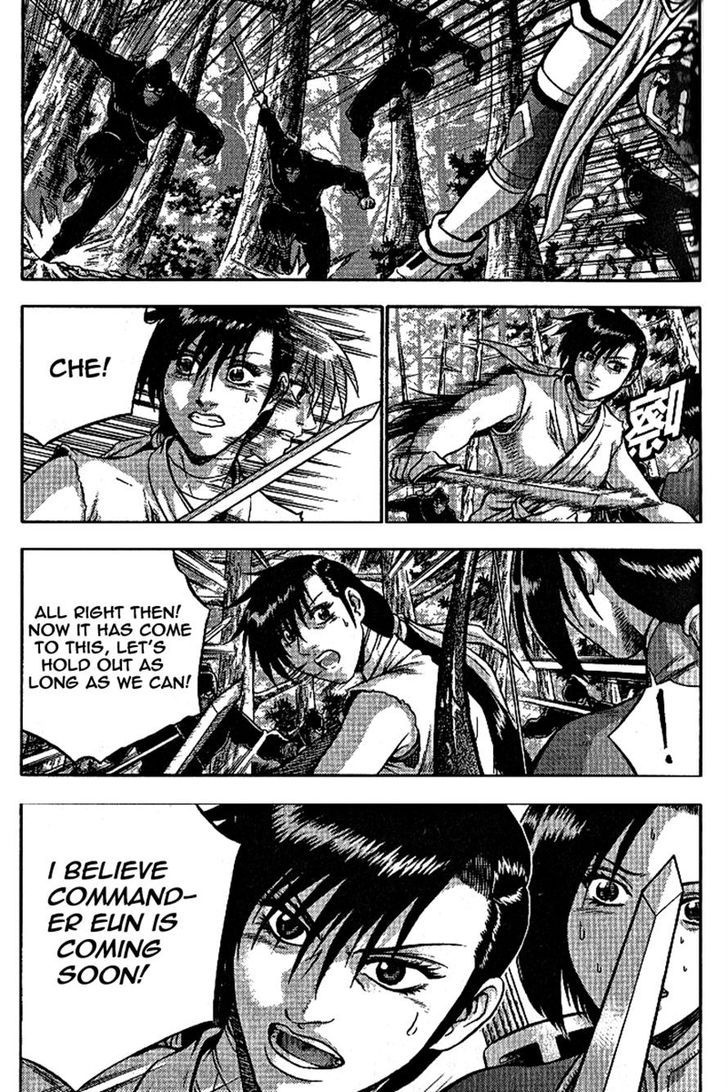 CHE!
ALL RIGHT THEN!
NOW IT HAS COME
TO THIS, LET'S
HOLD OUT AS
LONG AS WE CAN!
!
I BELIEVE
COMMAND-
ER EUN IS
COMING
SOON!